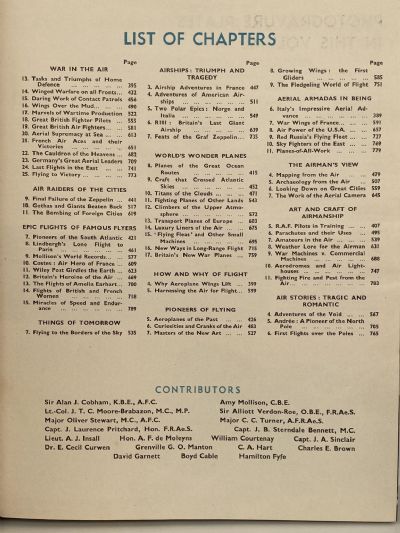 LIST OF CHAPTERS
Page
WAR IN THE AIR
13. Tasks and Triumphs of Home
Defence ... 395
14. Winged Warfare on all Fronts... 432
15. Daring Work of Contact Patrols 456
16. Wings Over the Mud... 490
17. Marvels of Wartime Production 522
18. Great British Fighter Pilots 555
19. Great British Air Fighters ... 581
20. Aerial Supremacy at Sea ... 613
21. French Air Aces and their
Victories ... 651
22. The Cauldron of the Heavens ... 682
23. Germany's Great Aerial Leaders 709
24. Last Flights in the East ... 741
25. Flying to Victory ... 773
AIR RAIDERS OF THE CITIES
9. Final Failure of the Zeppelin ... 441
10. Gothas and Giants Beaten Back 517
11. The Bombing of Foreign Cities 619
EPIC FLIGHTS OF FAMOUS FLYERS
7. Pioneers of the South Atlantic 421
8. Lindbergh's Lone Flight to
Paris ... 461
9. Mollison's World Records... 577
10. Costes : Air Hero of France ... 609
11. Wiley Post Girdles the Earth ... 623
12. Britain's Heroine of the Air ... 669
13. The Flights of Amelia Earhart... 700
14. Flights of British and French
Women ... 718
15. Miracles of Speed and Endur-
ance ... 789
THINGS OF TOMORROW
7. Flying to the Borders of the Sky 535
Page
AIRSHIPS: TRIUMPH AND
TRAGEDY
3. Airship Adventures in France 447
4. Adventures of American Air-
ships ... 511
5. Two Polar Epics : Norge and
Italia ... 549
6. R101 : Britain's Last Giant
Airship ... 639
7. Feats of the Graf Zeppelin... 735
WORLD'S WONDER PLANES
8. Planes of the Great Ocean
Routes ... 415
9. Craft that Crossed Atlantic
Skies ... 452
10. Titans of the Clouds ... 471
11. Fighting Planes of Other Lands 543
12. Climbers of the Upper Atmo-
sphere ... 572
13. Transport Planes of Europe ... 603
14. Luxury Liners of the Air ... 675
15. "Flying Fleas" and Other Small
Machines ... 695
16. New Ways in Long-Range Flight 715
17. Britain's New War Planes ... 759
HOW AND WHY OF FLIGHT
4. Why Aeroplane Wings Lift ... 399
5. Harnessing the Air for Flight... 539
PIONEERS OF FLYING
5. Aeroplanes of the Past ... 426
6. Curiosities and Cranks of the Air 483
7. Masters of the New Art ... 527
Page
8. Growing Wings : the First
Gliders ... 585
9. The Fledgeling World of Flight 751
AERIAL ARMADAS IN BEING
6. Italy's Impressive Aerial Ad-
vance ... 389
7. War Wings of France... 591
8. Air Power of the U.S.A. ... 657
9. Red Russia's Flying Fleet... 737
10. Sky Fighters of the East ... 769
11. Planes-of-All-Work ... 779
THE AIRMAN'S VIEW
4. Mapping from the Air ... 479
5. Archaeology from the Air ... 507
6. Looking Down on Great Cities 559
7. The Work of the Aerial Camera 645
ART AND CRAFT OF
AIRMANSHIP
5. R.A.F. Pilots in Training ... 407
6. Parachutes and their Uses ... 495
7. Amateurs in the Air ... 539
8. Weather Lore for the Airmen 631
9. War Machines v. Commercial
Machines ... 688
10. Aerodromes and Air Light-
houses ... 747
11. Fighting Fire and Pest from the
Air ... 783
AIR STORIES: TRAGIC AND
ROMANTIC
4. Adventures of the Void ... 567
5. Andrée : A Pioneer of the North
Pole ... 705
6. First Flights over the Poles ... 765
CONTRIBUTORS
Sir Alan J. Cobham, K.B.E., A.F.C. Amy Mollison, C.B.E.
Lt.-Col. J. T. C. Moore-Brabazon, M.C., M.P. Sir Alliott Verdon-Roe, O.B.E., F.R.Ae.S.
Major Oliver Stewart, M.C., A.F.C. Major C. C. Turner, A.F.R.Ae.S.
Capt. J. Laurence Pritchard, Hon. F.R.Ae.S. Capt. J. B. Sterndale Bennett, M.C.
Lieut. A. J. Insall Hon. A. F. de Moleyns William Courtenay Capt. J. A. Sinclair
Dr. E. Cecil Curwen Grenville G. O. Manton C. A. Hart Charles E. Brown
David Garnett Boyd Cable Hamilton Fyfe